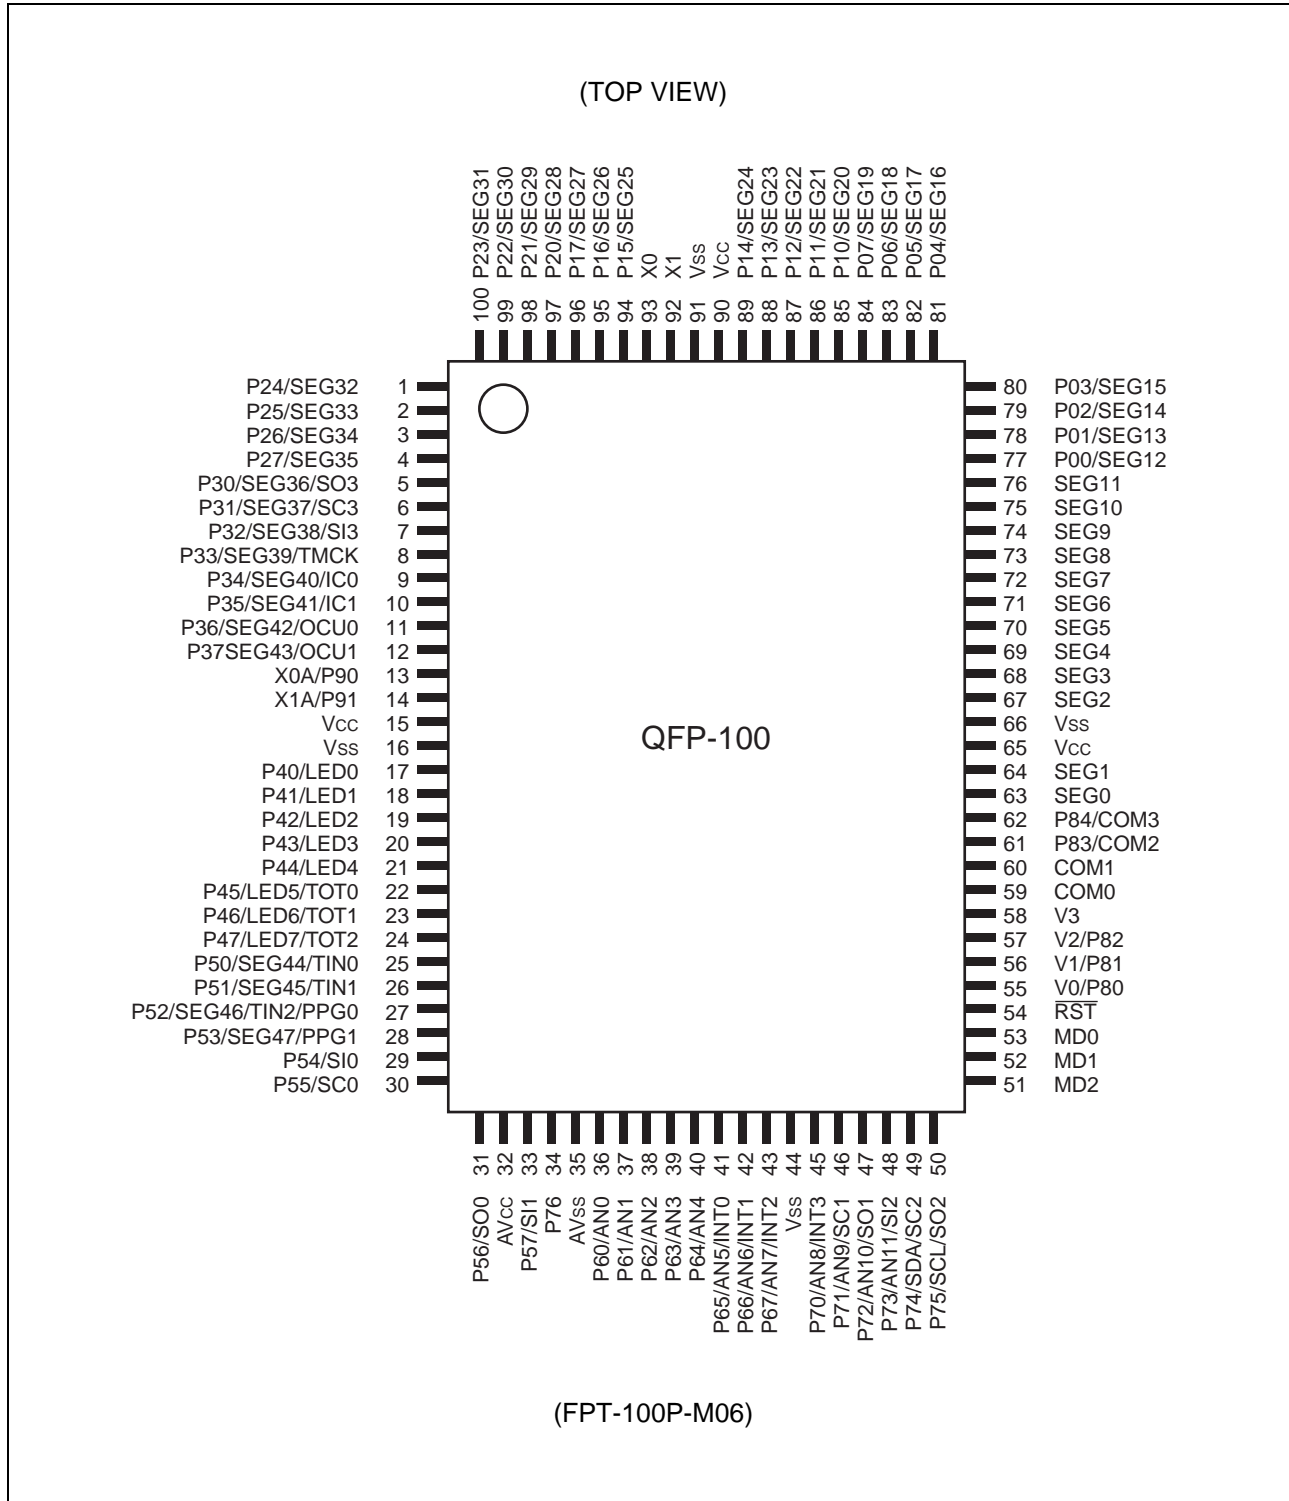 (TOP VIEW)
100 P23/SEG31
99 P22/SEG30
98 P21/SEG29
97 P20/SEG28
96 P17/SEG27
95 P16/SEG26
94 P15/SEG25
93 X0
92 X1
91 Vss
90 Vcc
89 P14/SEG24
88 P13/SEG23
87 P12/SEG22
86 P11/SEG21
85 P10/SEG20
84 P07/SEG19
83 P06/SEG18
82 P05/SEG17
81 P04/SEG16
P24/SEG32 1
P25/SEG33 2
P26/SEG34 3
P27/SEG35 4
P30/SEG36/SO3 5
P31/SEG37/SC3 6
P32/SEG38/SI3 7
P33/SEG39/TMCK 8
P34/SEG40/IC0 9
P35/SEG41/IC1 10
P36/SEG42/OCU0 11
P37SEG43/OCU1 12
X0A/P90 13
X1A/P91 14
Vcc 15
Vss 16
P40/LED0 17
P41/LED1 18
P42/LED2 19
P43/LED3 20
P44/LED4 21
P45/LED5/TOT0 22
P46/LED6/TOT1 23
P47/LED7/TOT2 24
P50/SEG44/TIN0 25
P51/SEG45/TIN1 26
P52/SEG46/TIN2/PPG0 27
P53/SEG47/PPG1 28
P54/SI0 29
P55/SC0 30
QFP-100
80 P03/SEG15
79 P02/SEG14
78 P01/SEG13
77 P00/SEG12
76 SEG11
75 SEG10
74 SEG9
73 SEG8
72 SEG7
71 SEG6
70 SEG5
69 SEG4
68 SEG3
67 SEG2
66 Vss
65 Vcc
64 SEG1
63 SEG0
62 P84/COM3
61 P83/COM2
60 COM1
59 COM0
58 V3
57 V2/P82
56 V1/P81
55 V0/P80
54 RST
53 MD0
52 MD1
51 MD2
P56/SO0 31
AVcc 32
P57/SI1 33
P76 34
AVss 35
P60/AN0 36
P61/AN1 37
P62/AN2 38
P63/AN3 39
P64/AN4 40
P65/AN5/INT0 41
P66/AN6/INT1 42
P67/AN7/INT2 43
Vss 44
P70/AN8/INT3 45
P71/AN9/SC1 46
P72/AN10/SO1 47
P73/AN11/SI2 48
P74/SDA/SC2 49
P75/SCL/SO2 50
(FPT-100P-M06)